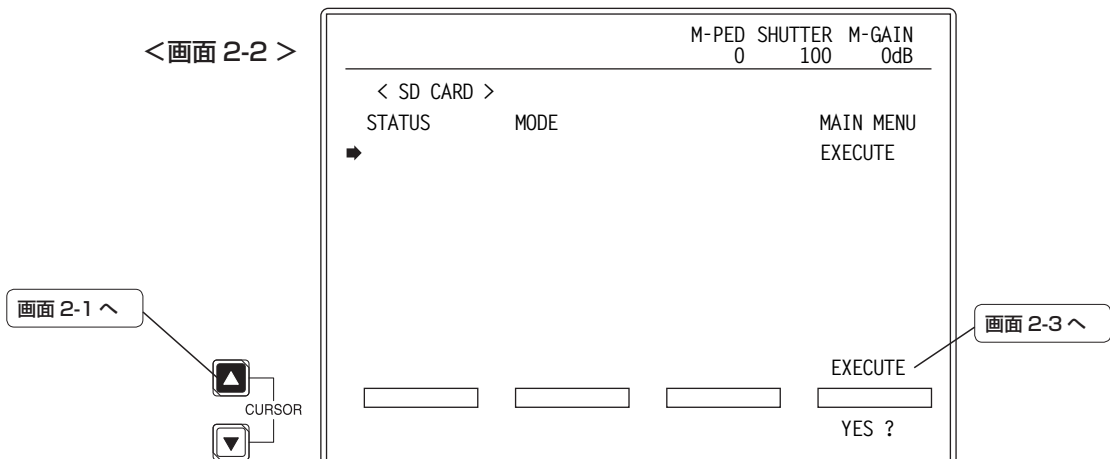 <画面 2-2 >
M-PED SHUTTER M-GAIN
0 100 0dB
< SD CARD >
STATUS MODE MAIN MENU
➡ EXECUTE
画面 2-1 へ
画面 2-3 へ
EXECUTE
▲
CURSOR
▼
YES ?